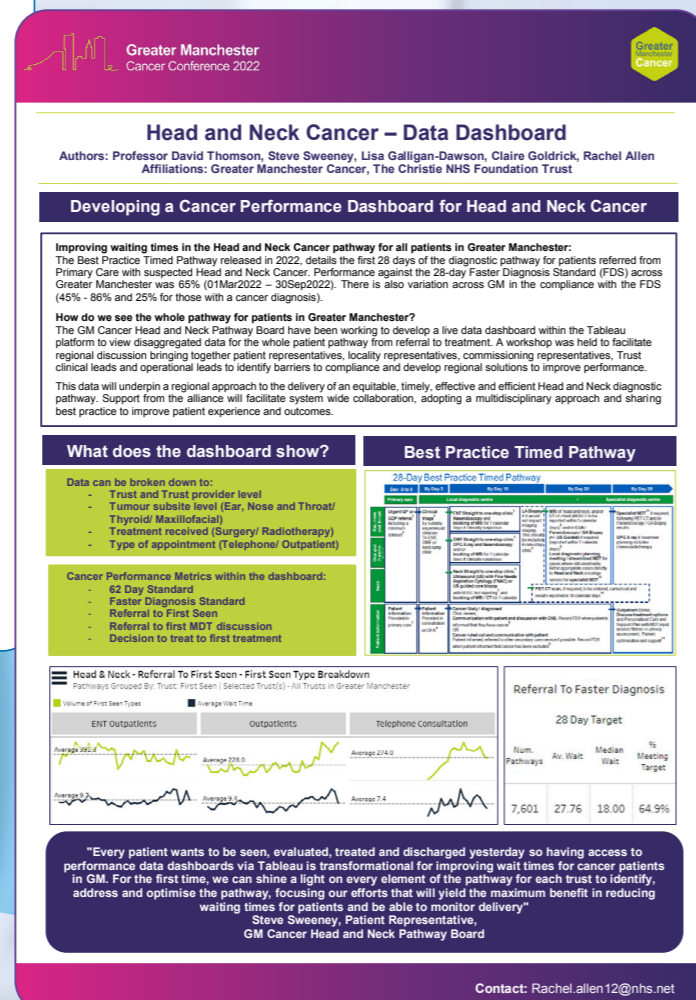 Greater Manchester
Cancer Conference 2022
Greater
Manchester
Cancer
Head and Neck Cancer – Data Dashboard
Authors: Professor David Thomson, Steve Sweeney, Lisa Galligan-Dawson, Claire Goldrick, Rachel Allen
Affiliations: Greater Manchester Cancer, The Christie NHS Foundation Trust
Developing a Cancer Performance Dashboard for Head and Neck Cancer
Improving waiting times in the Head and Neck Cancer pathway for all patients in Greater Manchester:
The Best Practice Timed Pathway released in 2022, details the first 28 days of the diagnostic pathway for patients referred from
Primary Care with suspected Head and Neck Cancer. Performance against the 28-day Faster Diagnosis Standard (FDS) across
Greater Manchester was 65% (01Mar2022 – 30Sep2022). There is also variation across GM in the compliance with the FDS
(45% - 86% and 25% for those with a cancer diagnosis).
How do we see the whole pathway for patients in Greater Manchester?
The GM Cancer Head and Neck Pathway Board have been working to develop a live data dashboard within the Tableau
platform to view disaggregated data for the whole patient pathway from referral to treatment. A workshop was held to facilitate
regional discussion bringing together patient representatives, locality representatives, commissioning representatives, Trust
clinical leads and operational leads to identify barriers to compliance and develop regional solutions to improve performance.
This data will underpin a regional approach to the delivery of an equitable, timely, effective and efficient Head and Neck diagnostic
pathway. Support from the alliance will facilitate system wide collaboration, adopting a multidisciplinary approach and sharing
best practice to improve patient experience and outcomes.
What does the dashboard show?
Data can be broken down to:
- Trust and Trust provider level
- Tumour subsite level (Ear, Nose and Throat/
Thyroid/ Maxillofacial)
- Treatment received (Surgery/ Radiotherapy)
- Type of appointment (Telephone/ Outpatient)
Cancer Performance Metrics within the dashboard:
- 62 Day Standard
- Faster Diagnosis Standard
- Referral to First Seen
- Referral to first MDT discussion
- Decision to treat to first treatment
Best Practice Timed Pathway
28-Day Best Practice Timed Pathway
By Day 3
By Day 10
By Day 20
By Day 28
Primary care
Local diagnostic centre
/
Specialist diagnostic centre
Head & Neck - Referral To First Seen - First Seen Type Breakdown
Pathways Grouped By: Trust: First Seen | Selected Trust(s) - All Trusts in Greater Manchester
Volume of First Seen Types
Average Wait Time
ENT Outpatients
Outpatients
Telephone Consultation
Average 228.0
Average 274.0
Average 7.4
Referral To Faster Diagnosis
28 Day Target
Num. Pathways
Av. Wait
Median Wait
% Meeting Target
7,601
27.76
18.00
64.9%
"Every patient wants to be seen, evaluated, treated and discharged yesterday so having access to
performance data dashboards via Tableau is transformational for improving wait times for cancer patients
in GM. For the first time, we can shine a light on every element of the pathway for each trust to identify,
address and optimise the pathway, focusing our efforts that will yield the maximum benefit in reducing
waiting times for patients and be able to monitor delivery"
Steve Sweeney, Patient Representative,
GM Cancer Head and Neck Pathway Board
Contact: Rachel.allen12@nhs.net